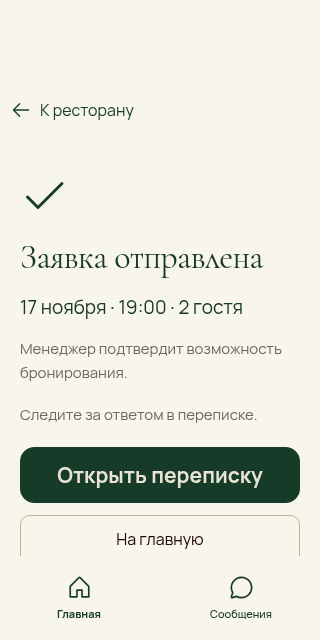 К ресторану
Заявка отправлена
17 ноября · 19:00 · 2 гостя
Менеджер подтвердит возможность
бронирования.
Следите за ответом в переписке.
Открыть переписку
На главную
Главная
Сообщения